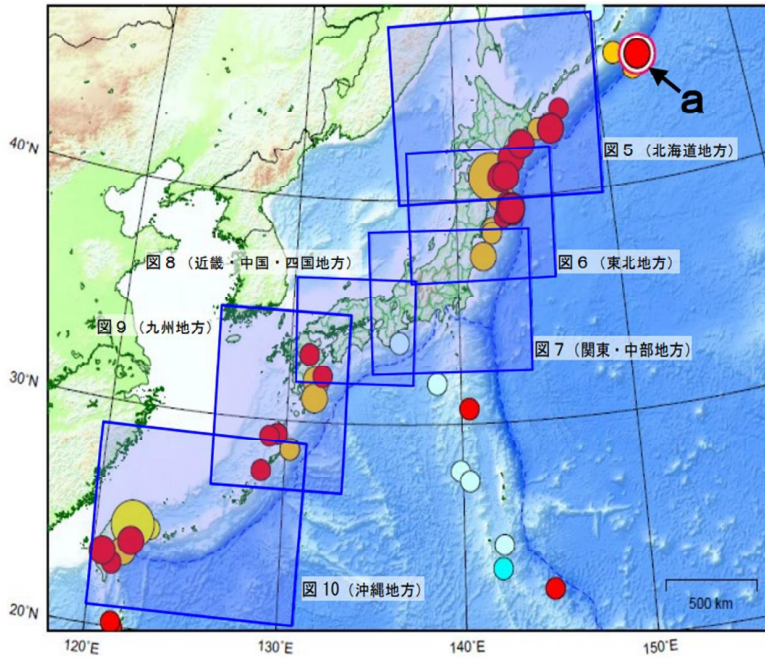 a
40°N
図５（北海道地方）
図８（近畿・中国・四国地方）
図６（東北地方）
図９（九州地方）
図７（関東・中部地方）
30°N
図10（沖縄地方）
500 km
20°N
120°E
130°E
140°E
150°E